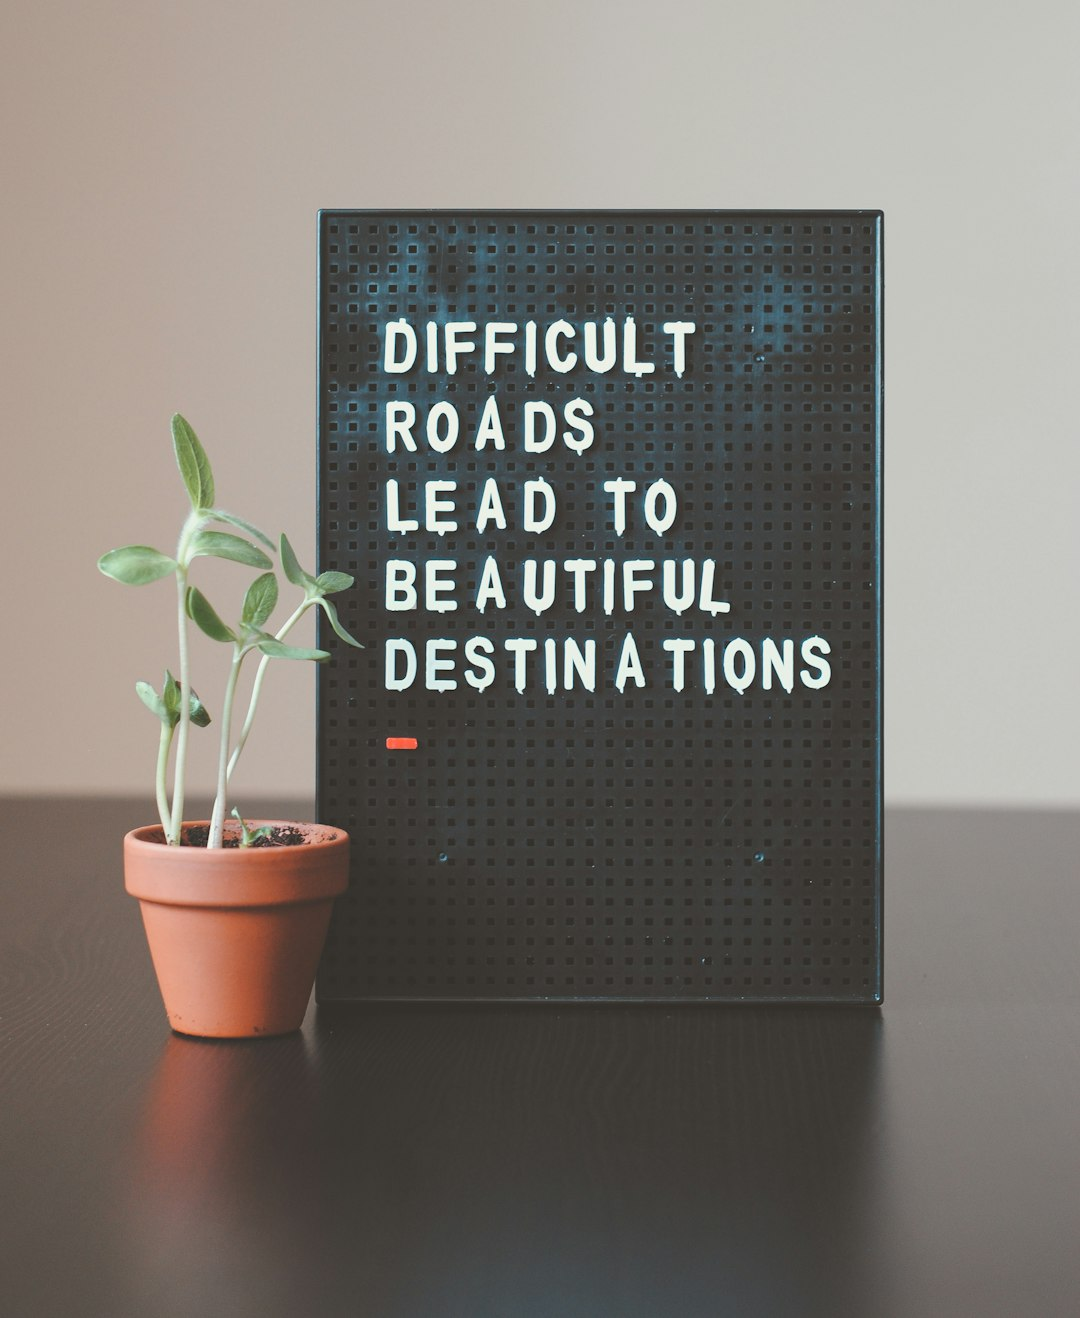 DIFFICULT
ROADS
LEAD TO
BEAUTIFUL
DESTINATIONS